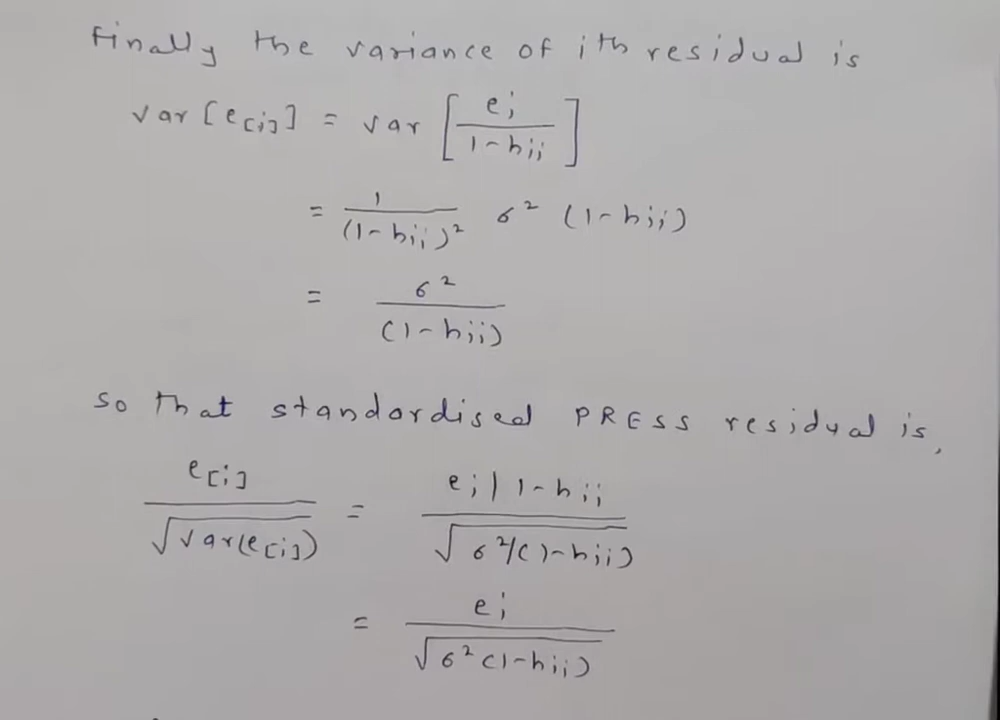 Finally the variance of ith residual is
var[e[i]] = var [ ei / 1-hii ]
= 1 / (1-hii)² σ² (1-hii)
= σ² / (1-hii)
so that standardised PRESS residual is,
e[i] / √var(e[i]) = ei/1-hii / √σ²/(1-hii)
= ei / √σ²(1-hii)